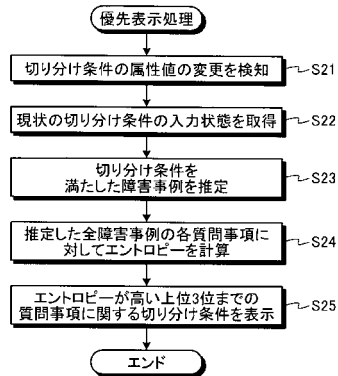 優先表示処理
切り分け条件の属性値の変更を検知
S21
現状の切り分け条件の入力状態を取得
S22
切り分け条件を
満たした障害事例を推定
S23
推定した全障害事例の各質問事項に
対してエントロピーを計算
S24
エントロピーが高い上位3位までの
質問事項に関する切り分け条件を表示
S25
エンド